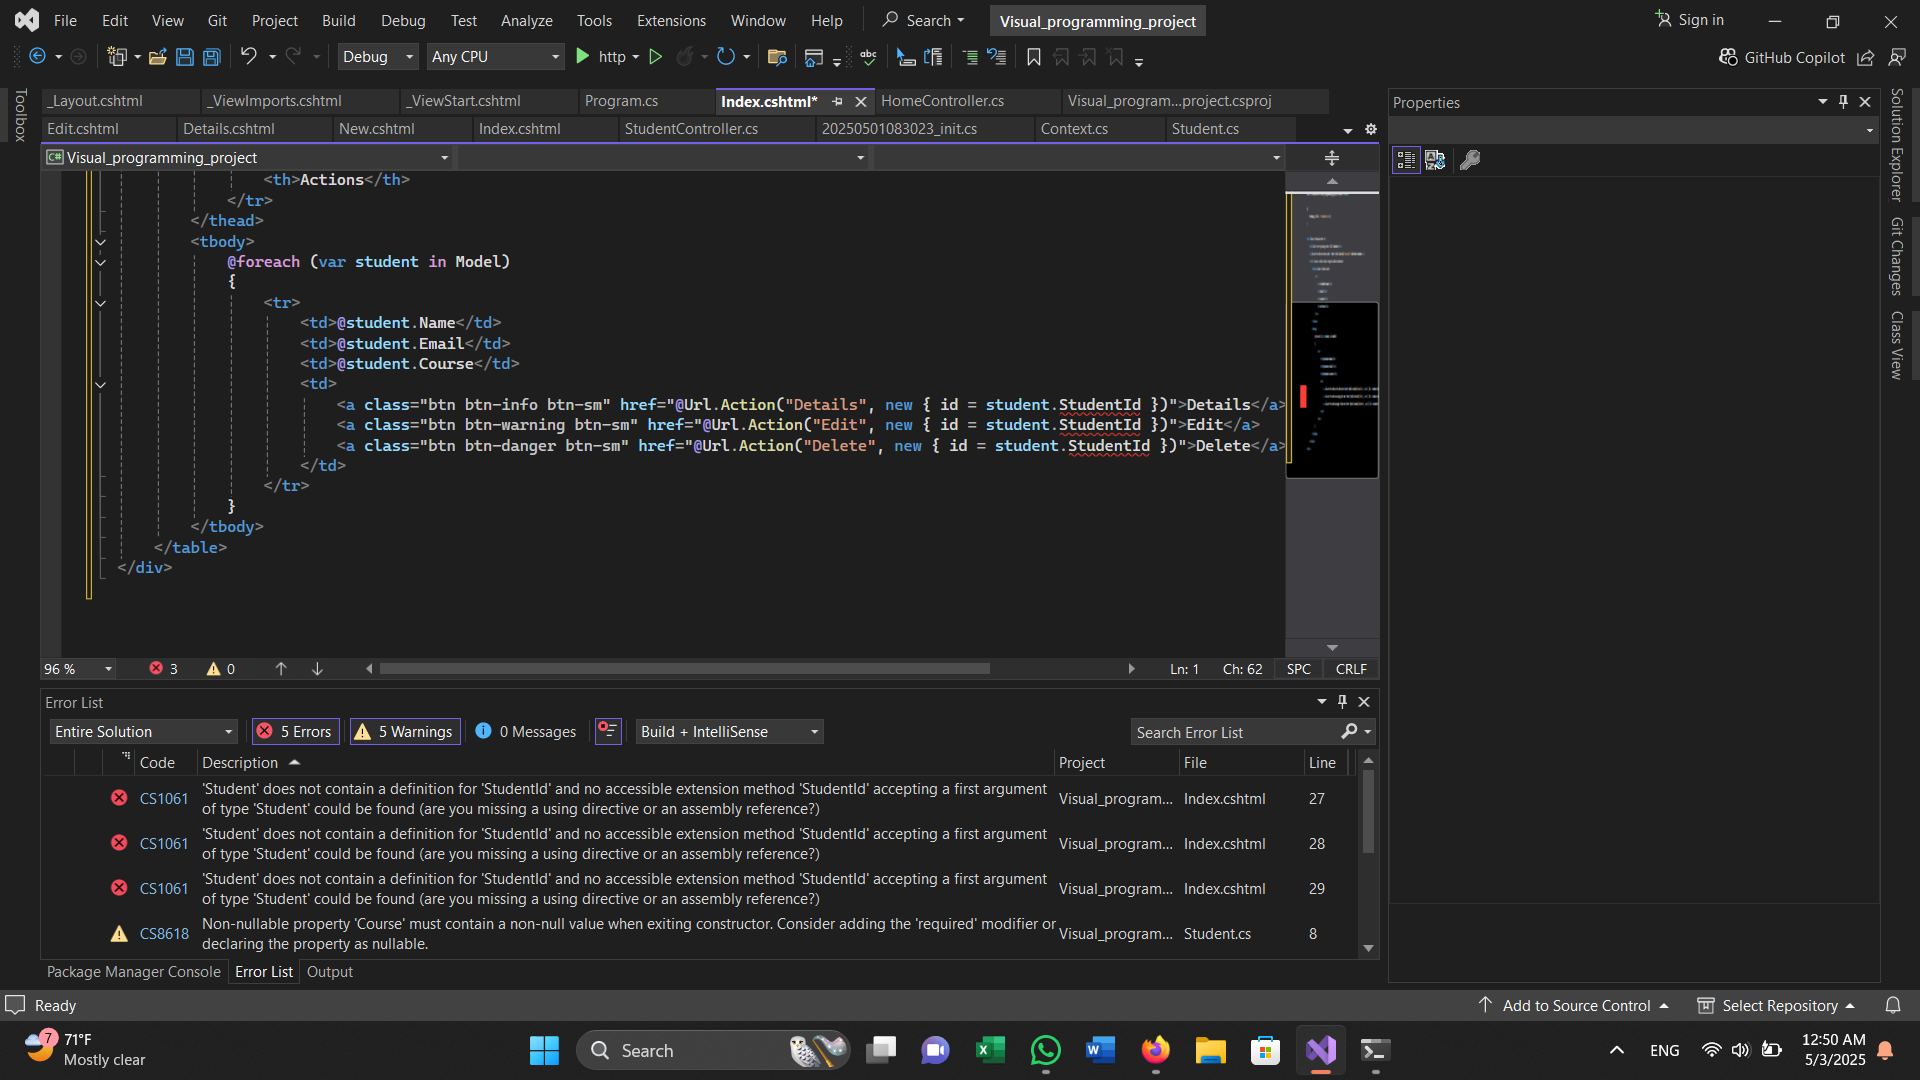 File Edit View Git Project Build Debug Test Analyze Tools Extensions Window Help Search Visual_programming_project Sign in
Debug Any CPU http abc GitHub Copilot
_Layout.cshtml _ViewImports.cshtml _ViewStart.cshtml Program.cs Index.cshtml* HomeController.cs Visual_program...project.csproj
Edit.cshtml Details.cshtml New.cshtml Index.cshtml StudentController.cs 20250501083023_init.cs Context.cs Student.cs
C# Visual_programming_project
Toolbox
<th>Actions</th>
</tr>
</thead>
<tbody>
@foreach (var student in Model)
{
<tr>
<td>@student.Name</td>
<td>@student.Email</td>
<td>@student.Course</td>
<td>
<a class="btn btn-info btn-sm" href="@Url.Action("Details", new { id = student.StudentId })">Details</a>
<a class="btn btn-warning btn-sm" href="@Url.Action("Edit", new { id = student.StudentId })">Edit</a>
<a class="btn btn-danger btn-sm" href="@Url.Action("Delete", new { id = student.StudentId })">Delete</a>
</td>
</tr>
}
</tbody>
</table>
</div>
96 % 3 0 Ln: 1 Ch: 62 SPC CRLF
Error List
Entire Solution 5 Errors 5 Warnings 0 Messages Build + IntelliSense Search Error List
Code Description Project File Line
CS1061 'Student' does not contain a definition for 'StudentId' and no accessible extension method 'StudentId' accepting a first argument
of type 'Student' could be found (are you missing a using directive or an assembly reference?) Visual_program... Index.cshtml 27
CS1061 'Student' does not contain a definition for 'StudentId' and no accessible extension method 'StudentId' accepting a first argument
of type 'Student' could be found (are you missing a using directive or an assembly reference?) Visual_program... Index.cshtml 28
CS1061 'Student' does not contain a definition for 'StudentId' and no accessible extension method 'StudentId' accepting a first argument
of type 'Student' could be found (are you missing a using directive or an assembly reference?) Visual_program... Index.cshtml 29
CS8618 Non-nullable property 'Course' must contain a non-null value when exiting constructor. Consider adding the 'required' modifier or
declaring the property as nullable. Visual_program... Student.cs 8
Package Manager Console Error List Output
Properties
Solution Explorer
Git Changes
Class View
Ready Add to Source Control Select Repository
7 71°F
Mostly clear
Search
ENG
12:50 AM
5/3/2025